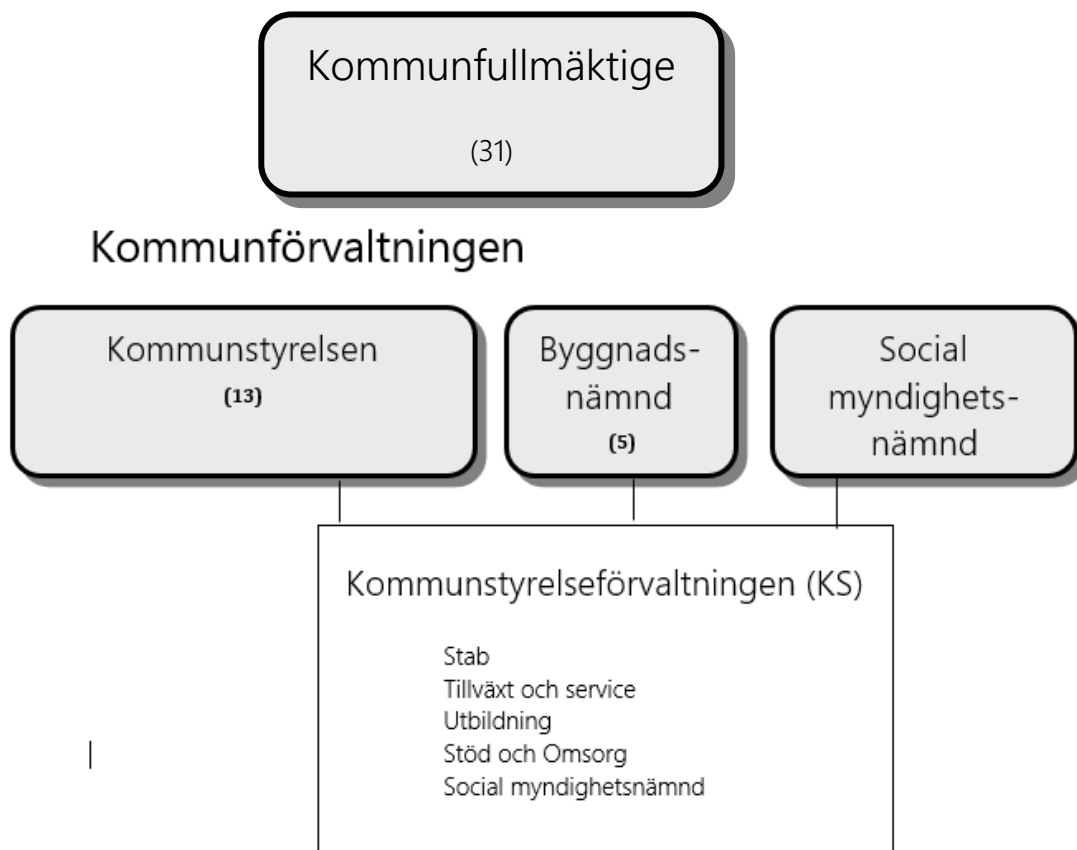 Kommunfullmäktige
(31)
Kommunförvaltningen
Kommunstyrelsen
(13)
Byggnads-
nämnd
(5)
Social
myndighets-
nämnd
Kommunstyrelseförvaltningen (KS)
Stab
Tillväxt och service
Utbildning
Stöd och Omsorg
Social myndighetsnämnd